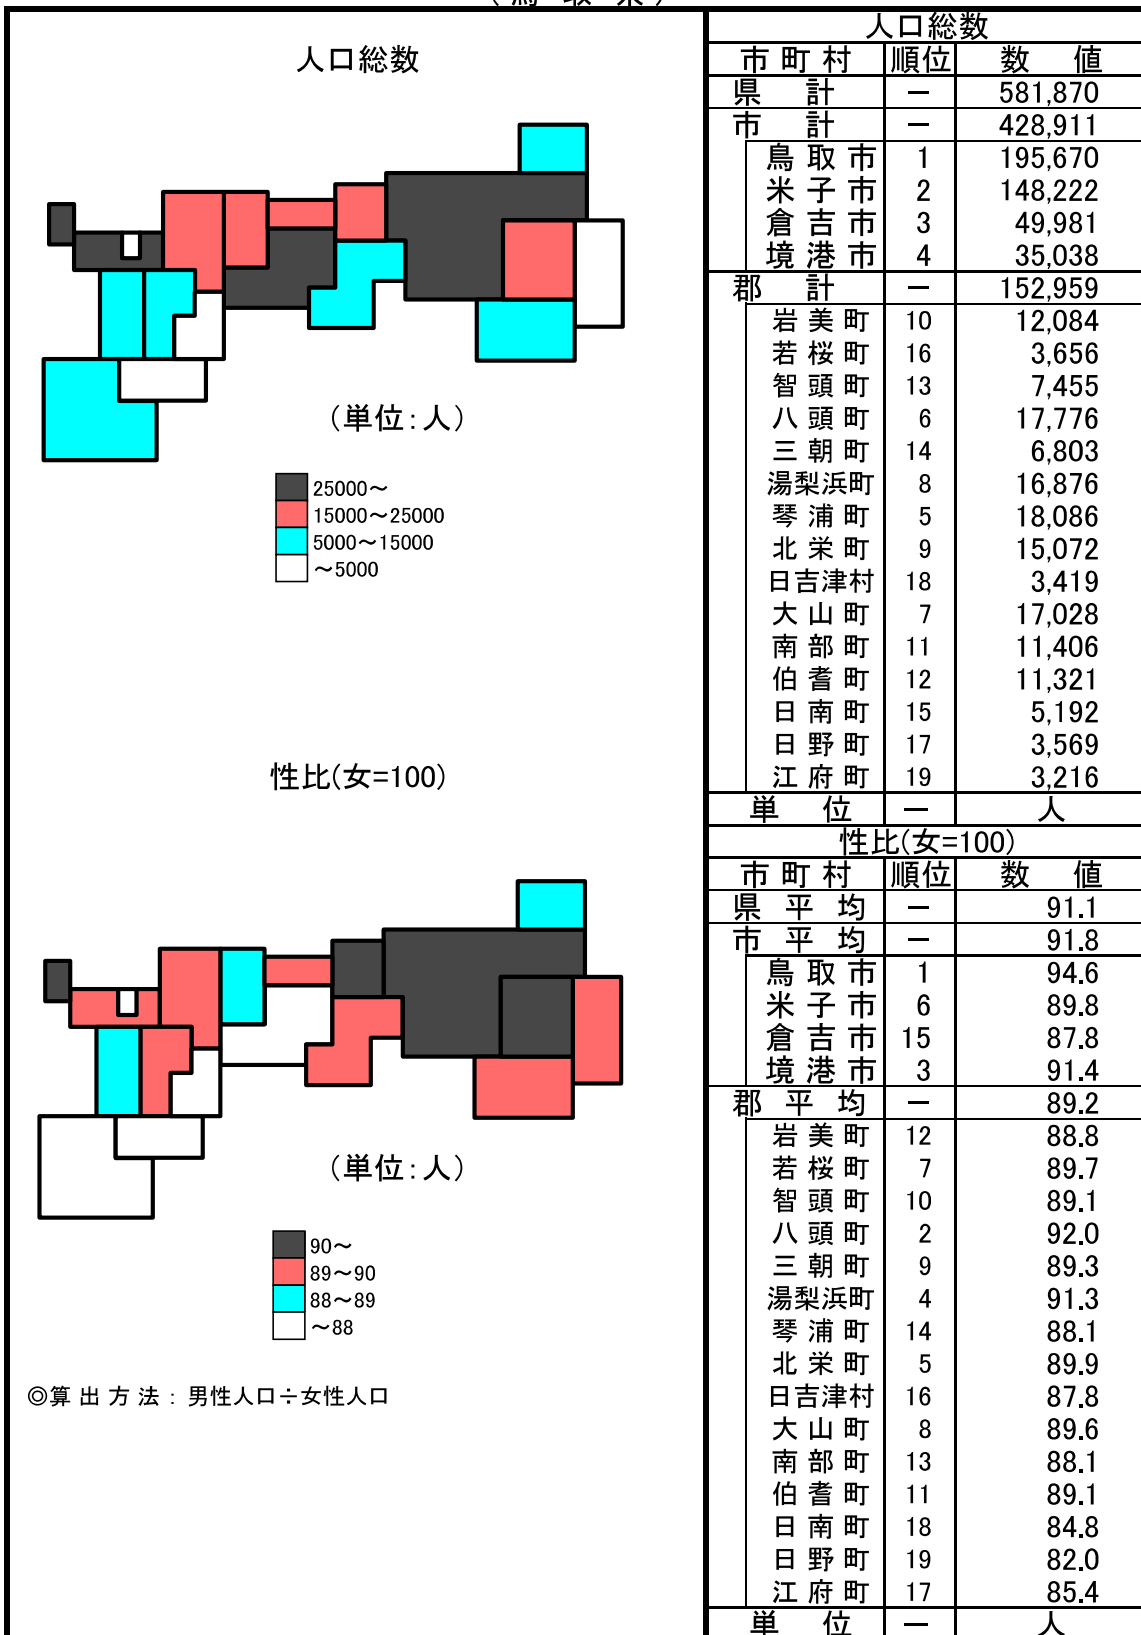 (鳥 取 県)
人口総数
(単位:人)
25000～
15000～25000
5000～15000
～5000
性比(女=100)
(単位:人)
90～
89～90
88～89
～88
◎算 出 方 法 : 男性人口÷女性人口
人口総数
市 町 村 順位 数 値
県 計 － 581,870
市 計 － 428,911
鳥 取 市 1 195,670
米 子 市 2 148,222
倉 吉 市 3 49,981
境 港 市 4 35,038
郡 計 － 152,959
岩 美 町 10 12,084
若 桜 町 16 3,656
智 頭 町 13 7,455
八 頭 町 6 17,776
三 朝 町 14 6,803
湯梨浜町 8 16,876
琴 浦 町 5 18,086
北 栄 町 9 15,072
日吉津村 18 3,419
大 山 町 7 17,028
南 部 町 11 11,406
伯 耆 町 12 11,321
日 南 町 15 5,192
日 野 町 17 3,569
江 府 町 19 3,216
単 位 － 人
性比(女=100)
市 町 村 順位 数 値
県 平 均 － 91.1
市 平 均 － 91.8
鳥 取 市 1 94.6
米 子 市 6 89.8
倉 吉 市 15 87.8
境 港 市 3 91.4
郡 平 均 － 89.2
岩 美 町 12 88.8
若 桜 町 7 89.7
智 頭 町 10 89.1
八 頭 町 2 92.0
三 朝 町 9 89.3
湯梨浜町 4 91.3
琴 浦 町 14 88.1
北 栄 町 5 89.9
日吉津村 16 87.8
大 山 町 8 89.6
南 部 町 13 88.1
伯 耆 町 11 89.1
日 南 町 18 84.8
日 野 町 19 82.0
江 府 町 17 85.4
単 位 － 人